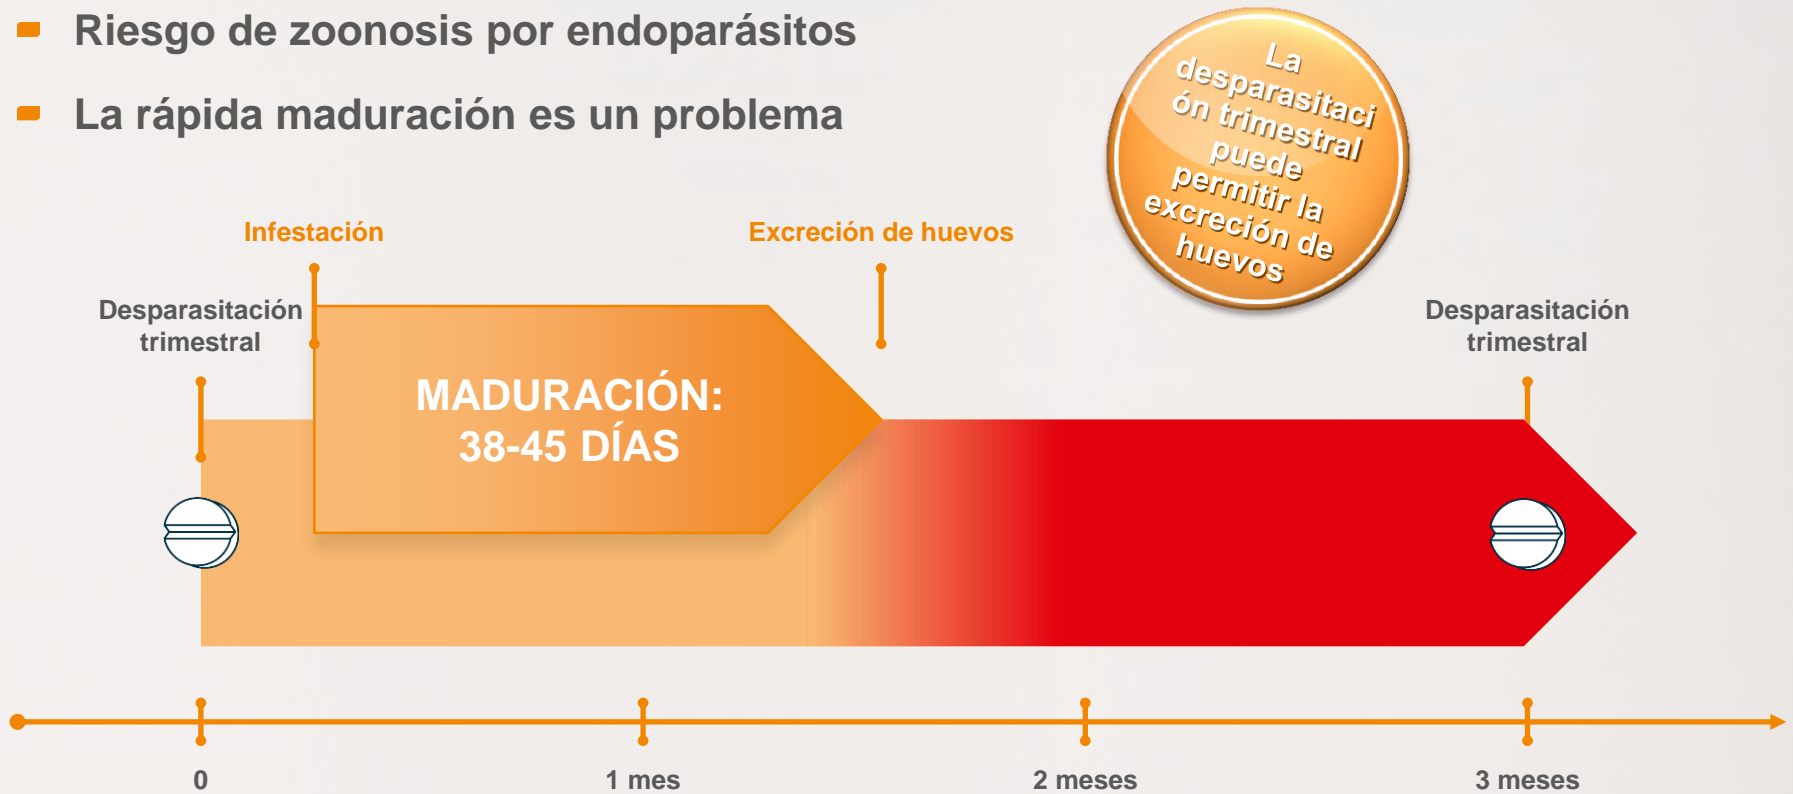 Riesgo de zoonosis por endoparásitos
La rápida maduración es un problema
La
desparasitaci
ón trimestral
puede
permitir la
excreción de
huevos
Infestación
Excreción de huevos
Desparasitación
trimestral
Desparasitación
trimestral
MADURACIÓN:
38-45 DÍAS
0
1 mes
2 meses
3 meses